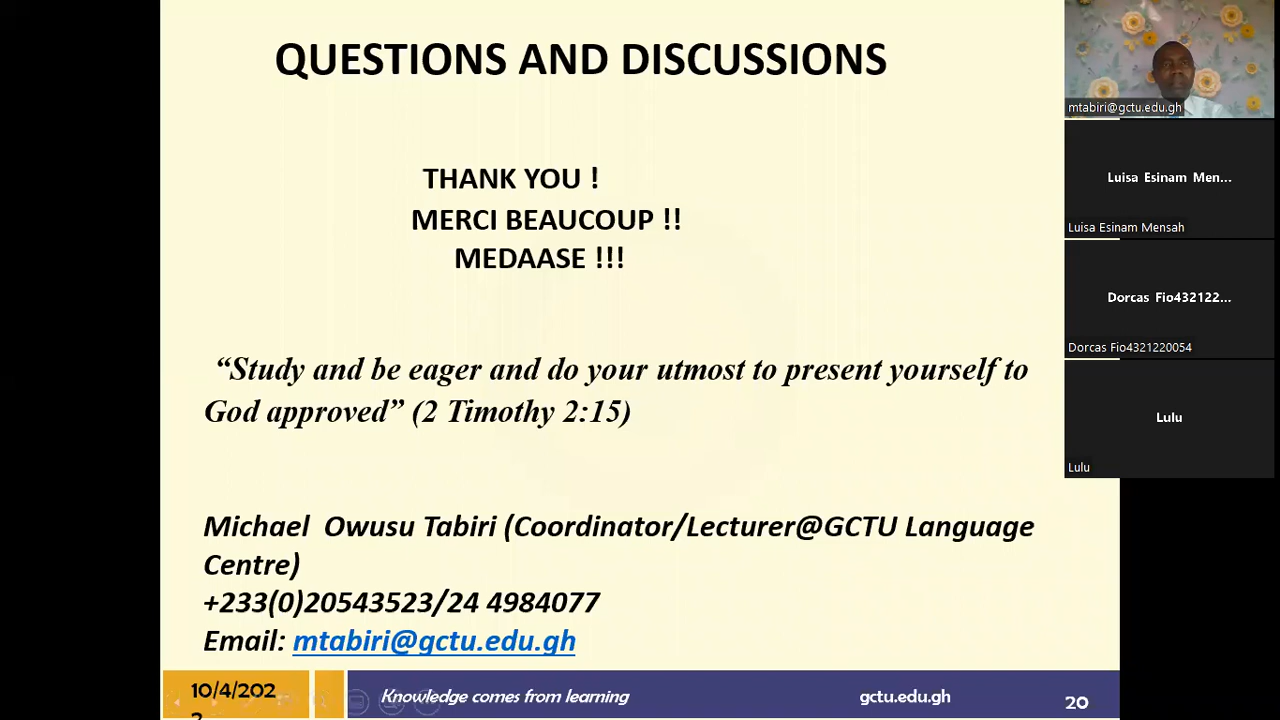 QUESTIONS AND DISCUSSIONS
THANK YOU !
MERCI BEAUCOUP !!
MEDAASE !!!
“Study and be eager and do your utmost to present yourself to
God approved” (2 Timothy 2:15)
Michael Owusu Tabiri (Coordinator/Lecturer@GCTU Language
Centre)
+233(0)20543523/24 4984077
Email: mtabiri@gctu.edu.gh
10/4/202
Knowledge comes from learning
gctu.edu.gh
20
mtabiri@gctu.edu.gh
Luisa Esinam Men...
Luisa Esinam Mensah
Dorcas Fio432122...
Dorcas Fio4321220054
Lulu
Lulu